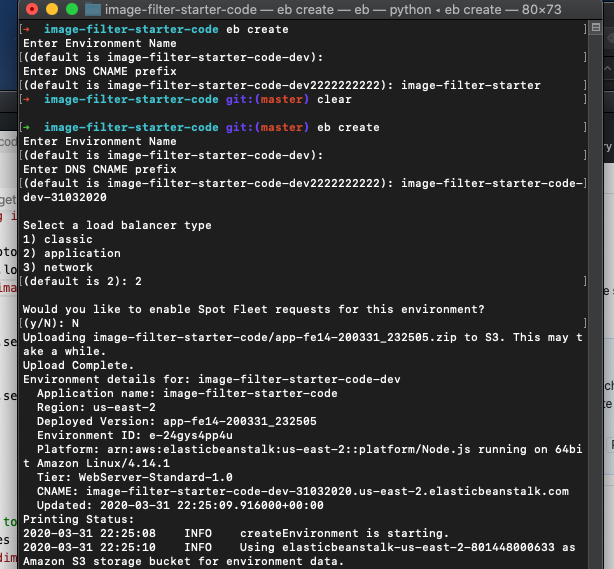 image-filter-starter-code — eb create — eb — python ◂ eb create — 80×73
[→  image-filter-starter-code eb create ]
Enter Environment Name
[(default is image-filter-starter-code-dev): ]
Enter DNS CNAME prefix
[(default is image-filter-starter-code-dev2222222222): image-filter-starter ]
[→  image-filter-starter-code git:(master) clear ]
[→  image-filter-starter-code git:(master) eb create ]
Enter Environment Name
[(default is image-filter-starter-code-dev): ]
Enter DNS CNAME prefix
[(default is image-filter-starter-code-dev2222222222): image-filter-starter-code-]
dev-31032020
Select a load balancer type
1) classic
2) application
3) network
[(default is 2): 2 ]
Would you like to enable Spot Fleet requests for this environment?
[(y/N): N ]
Uploading image-filter-starter-code/app-fe14-200331_232505.zip to S3. This may t
ake a while.
Upload Complete.
Environment details for: image-filter-starter-code-dev
Application name: image-filter-starter-code
Region: us-east-2
Deployed Version: app-fe14-200331_232505
Environment ID: e-24gys4pp4u
Platform: arn:aws:elasticbeanstalk:us-east-2::platform/Node.js running on 64bi
t Amazon Linux/4.14.1
Tier: WebServer-Standard-1.0
CNAME: image-filter-starter-code-dev-31032020.us-east-2.elasticbeanstalk.com
Updated: 2020-03-31 22:25:09.916000+00:00
Printing Status:
2020-03-31 22:25:08    INFO    createEnvironment is starting.
2020-03-31 22:25:10    INFO    Using elasticbeanstalk-us-east-2-801448000633 as
Amazon S3 storage bucket for environment data.